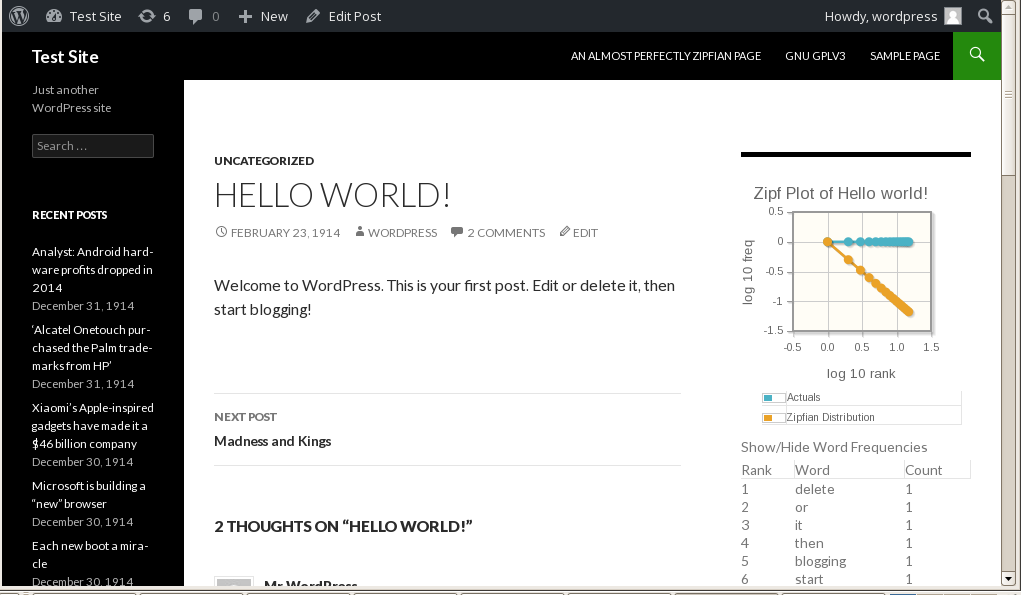 Test Site 6 0 New Edit Post Howdy, wordpress
Test Site AN ALMOST PERFECTLY ZIPFIAN PAGE GNU GPLV3 SAMPLE PAGE
Just another
WordPress site
Search …
RECENT POSTS
Analyst: Android hard-
ware profits dropped in
2014
December 31, 1914
‘Alcatel Onetouch pur-
chased the Palm trade-
marks from HP’
December 31, 1914
Xiaomi’s Apple-inspired
gadgets have made it a
$46 billion company
December 30, 1914
Microsoft is building a
“new” browser
December 30, 1914
Each new boot a mira-
cle
December 30, 1914
UNCATEGORIZED
HELLO WORLD!
FEBRUARY 23, 1914 WORDPRESS 2 COMMENTS EDIT
Welcome to WordPress. This is your first post. Edit or delete it, then
start blogging!
NEXT POST
Madness and Kings
2 THOUGHTS ON “HELLO WORLD!”
Mr WordPress
Zipf Plot of Hello world!
0.5
0
-0.5
-1
-1.5
log 10 freq
-0.5 0.0 0.5 1.0 1.5
log 10 rank
Actuals
Zipfian Distribution
Show/Hide Word Frequencies
Rank Word Count
1 delete 1
2 or 1
3 it 1
4 then 1
5 blogging 1
6 start 1